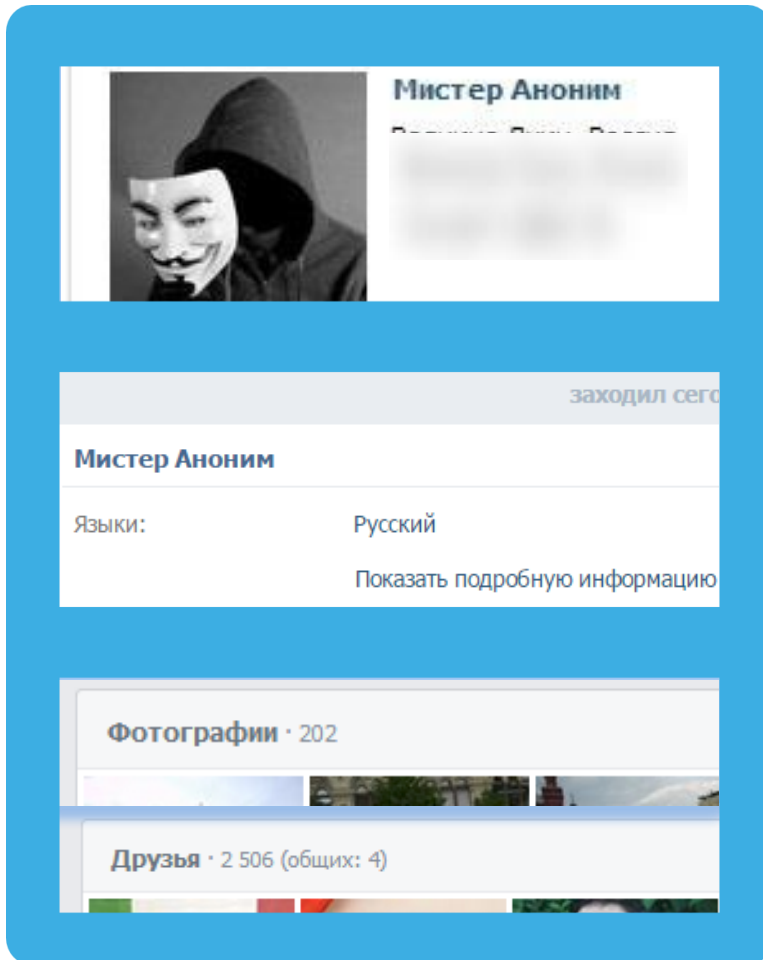 Мистер Аноним
заходил сего
Мистер Аноним
Языки: Русский
Показать подробную информацию
Фотографии · 202
Друзья · 2 506 (общих: 4)